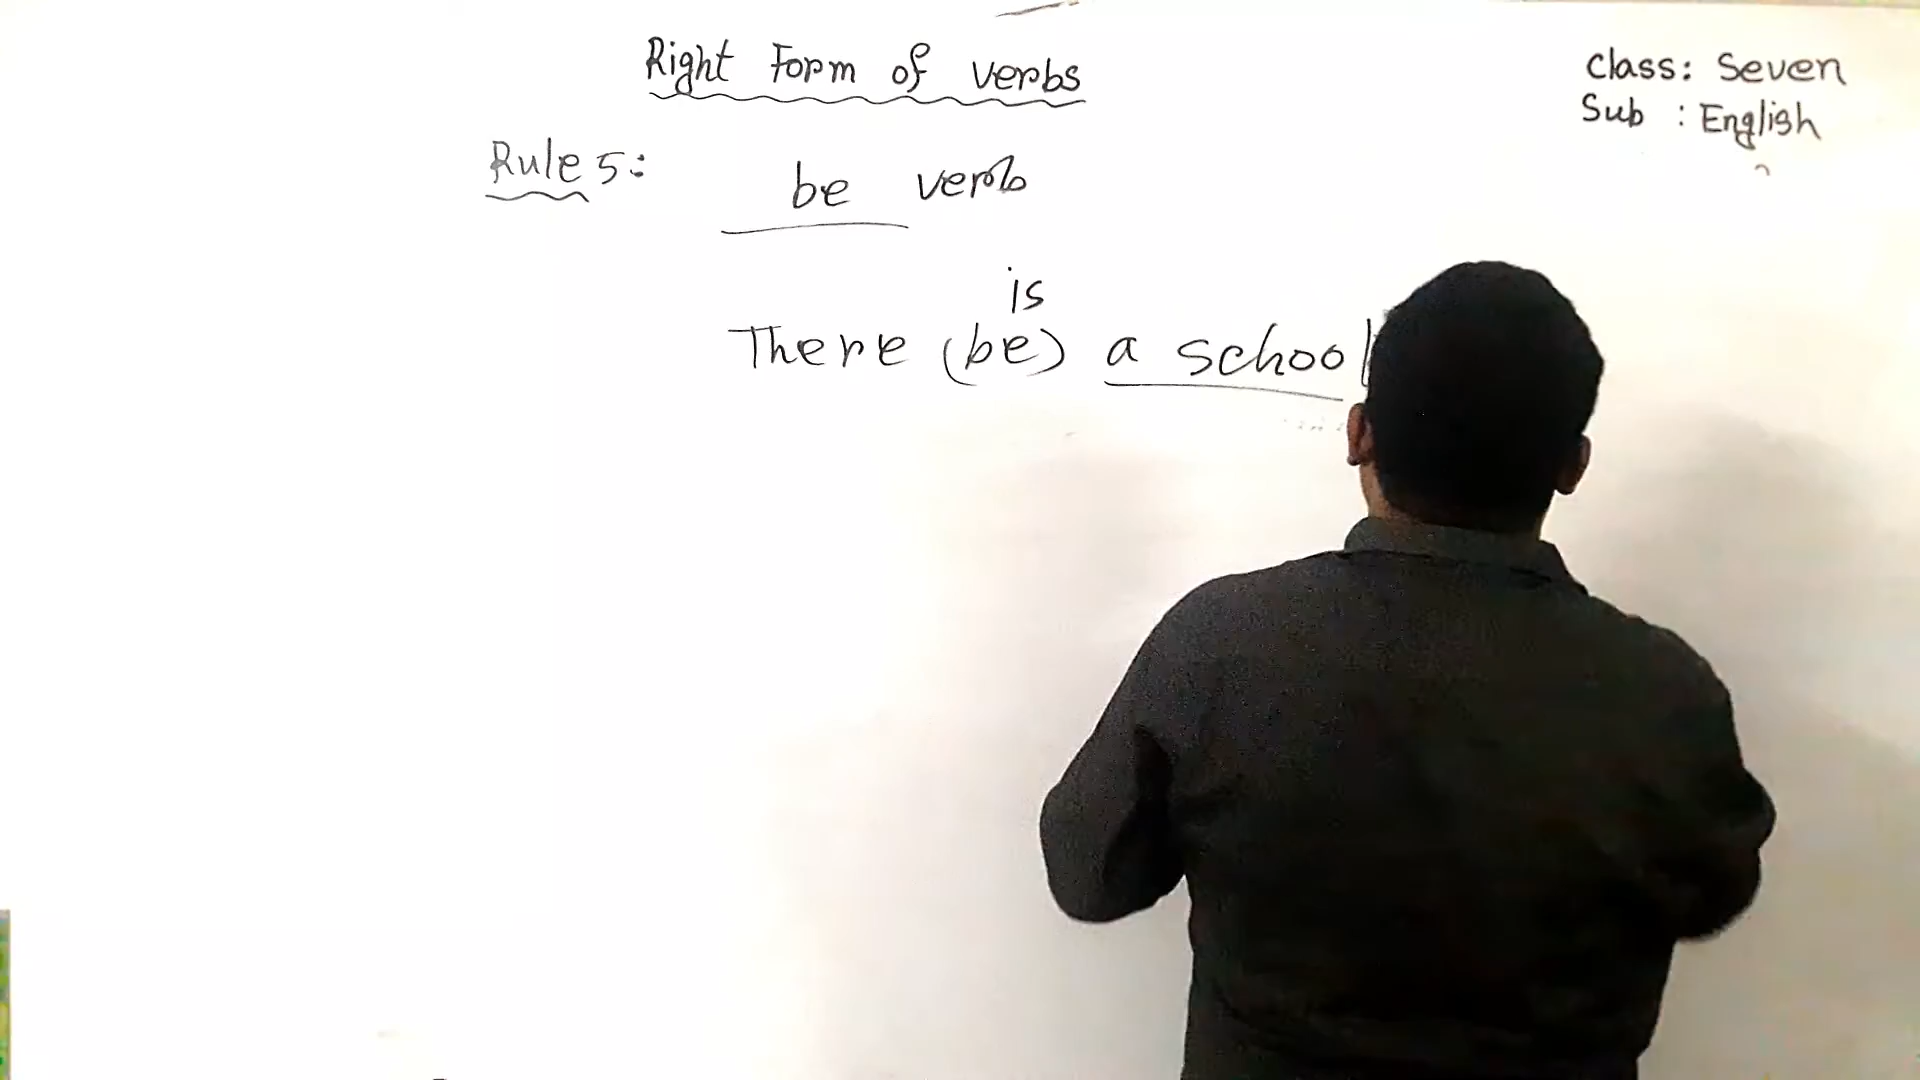 Right Form of verbs
Class: Seven
Sub : English
Rule 5: be verb
is
There (be) a school